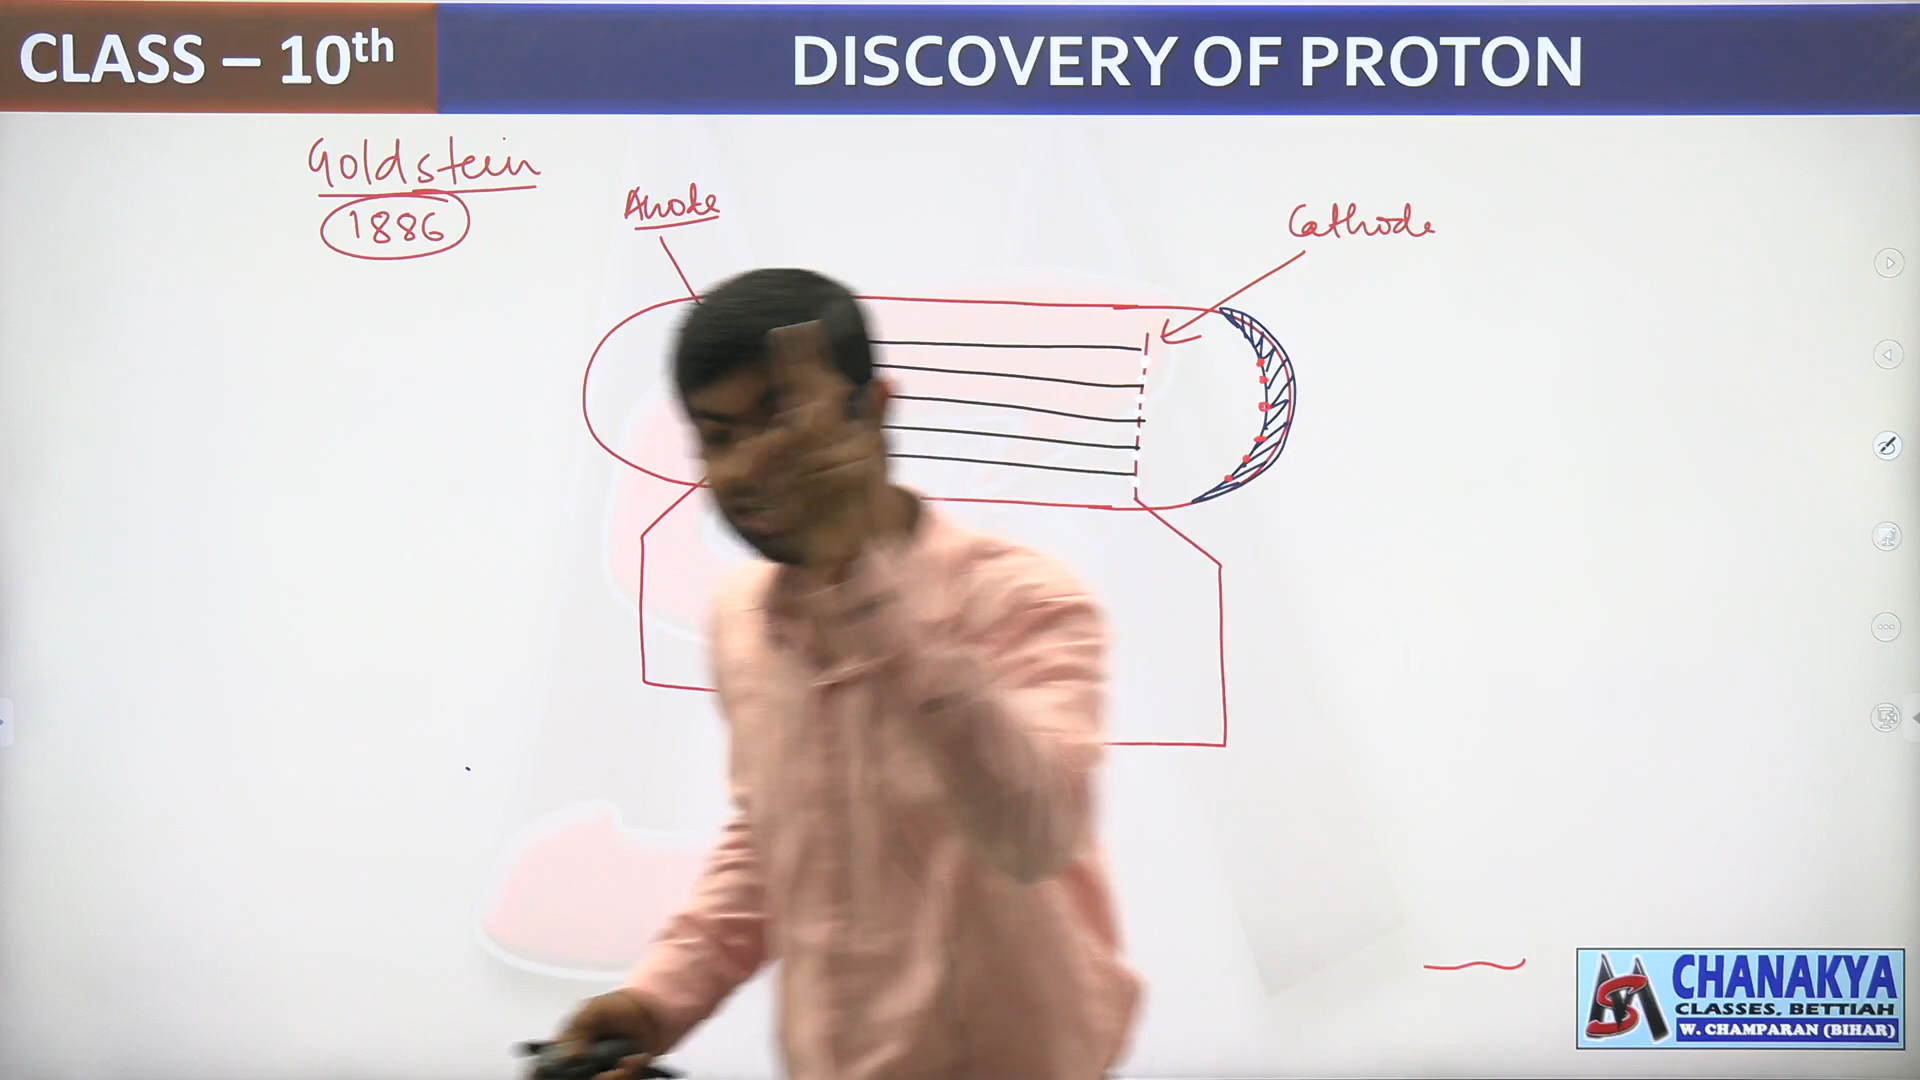 CLASS – 10th
DISCOVERY OF PROTON
Goldstein
1886
Anode
Cathode
CHANAKYA
CLASSES, BETTIAH
W. CHAMPARAN (BIHAR)